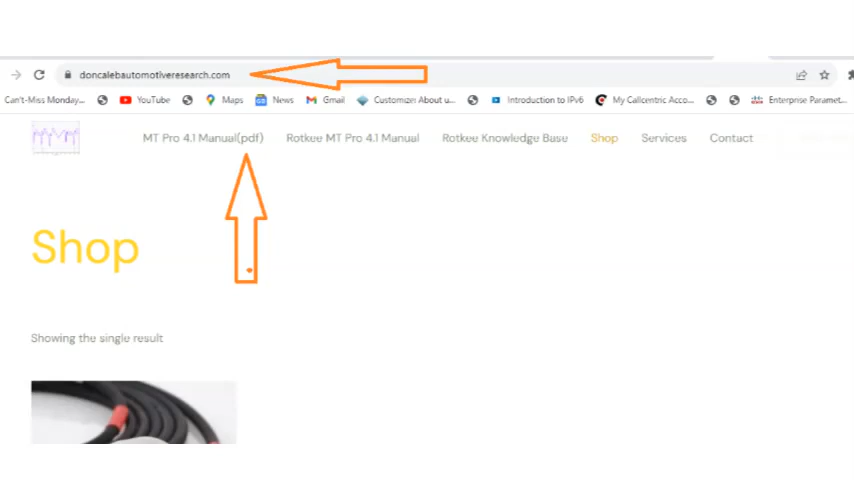 doncalebautomotiveresearch.com
Can't-Miss Monday... YouTube Maps News Gmail Customize: About u... Introduction to IPv6 My Callcentric Acco... Enterprise Paramet...
MT Pro 4.1 Manual(pdf) Rotkee MT Pro 4.1 Manual Rotkee Knowledge Base Shop Services Contact
Shop
Showing the single result